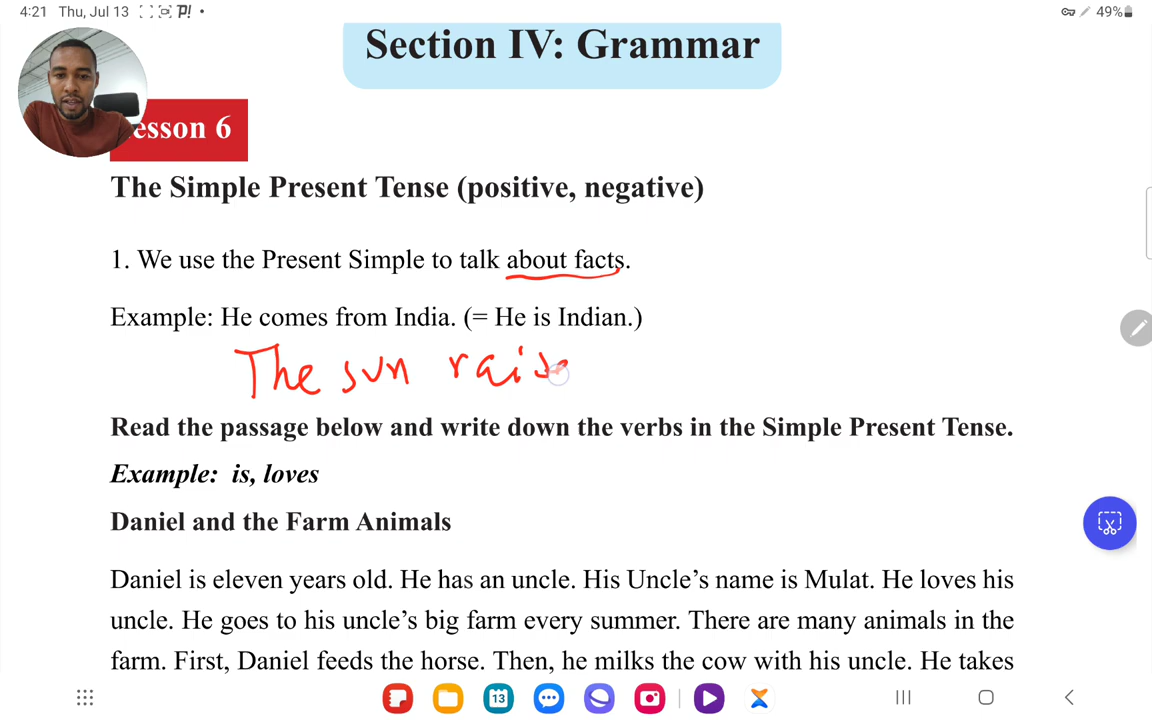 4:21 Thu, Jul 13 P! •
49%
Section IV: Grammar
esson 6
The Simple Present Tense (positive, negative)
1. We use the Present Simple to talk about facts.
Example: He comes from India. (= He is Indian.)
The sun rais
Read the passage below and write down the verbs in the Simple Present Tense.
Example: is, loves
Daniel and the Farm Animals
Daniel is eleven years old. He has an uncle. His Uncle’s name is Mulat. He loves his
uncle. He goes to his uncle’s big farm every summer. There are many animals in the
farm. First, Daniel feeds the horse. Then, he milks the cow with his uncle. He takes
13